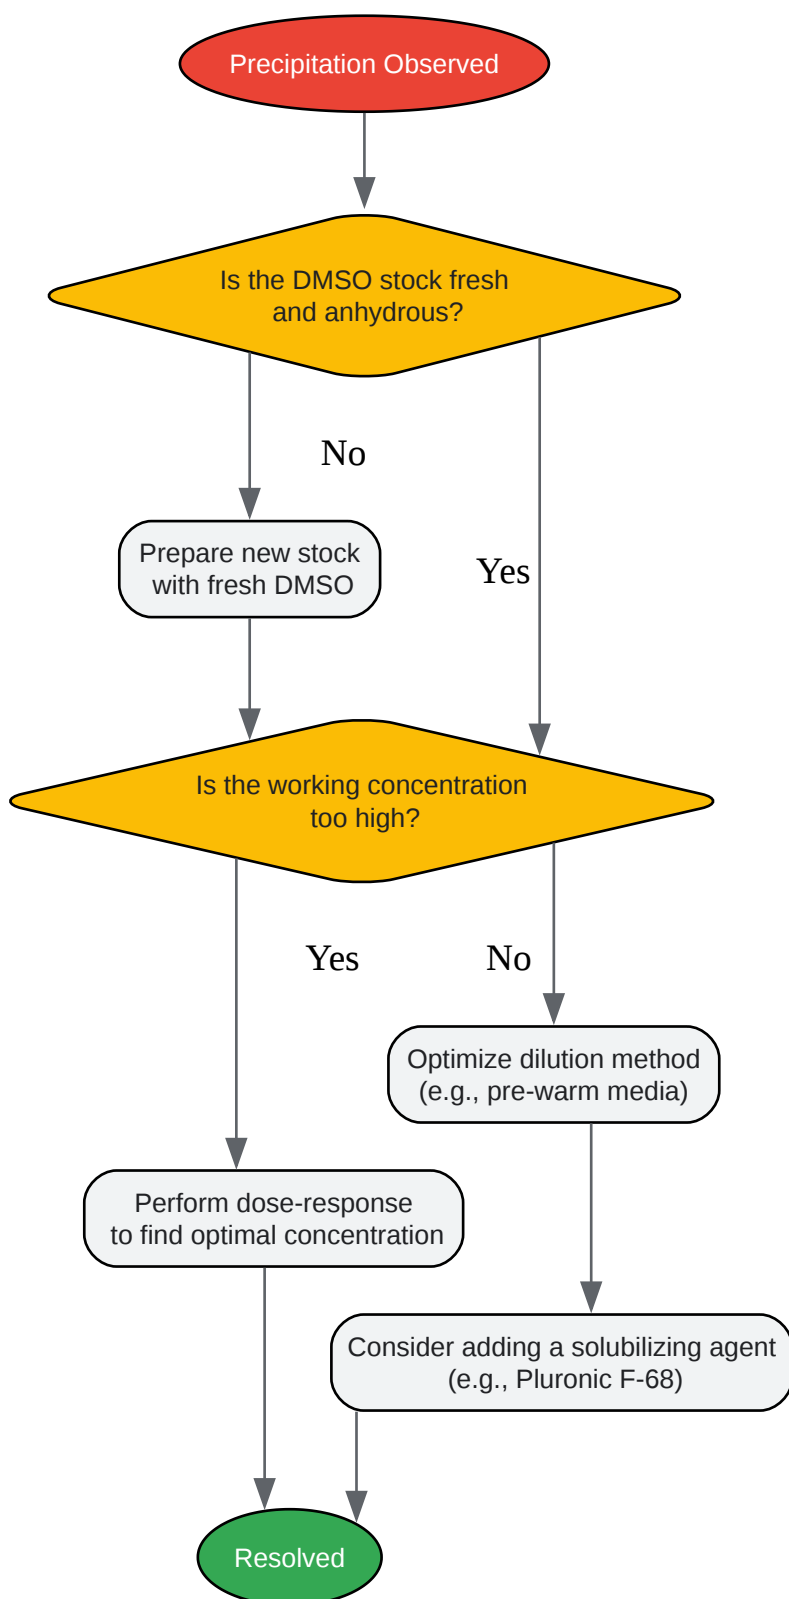 Precipitation Observed
Is the DMSO stock fresh
and anhydrous?
No
Prepare new stock
with fresh DMSO
Yes
Is the working concentration
too high?
Yes
No
Optimize dilution method
(e.g., pre-warm media)
Perform dose-response
to find optimal concentration
Consider adding a solubilizing agent
(e.g., Pluronic F-68)
Resolved